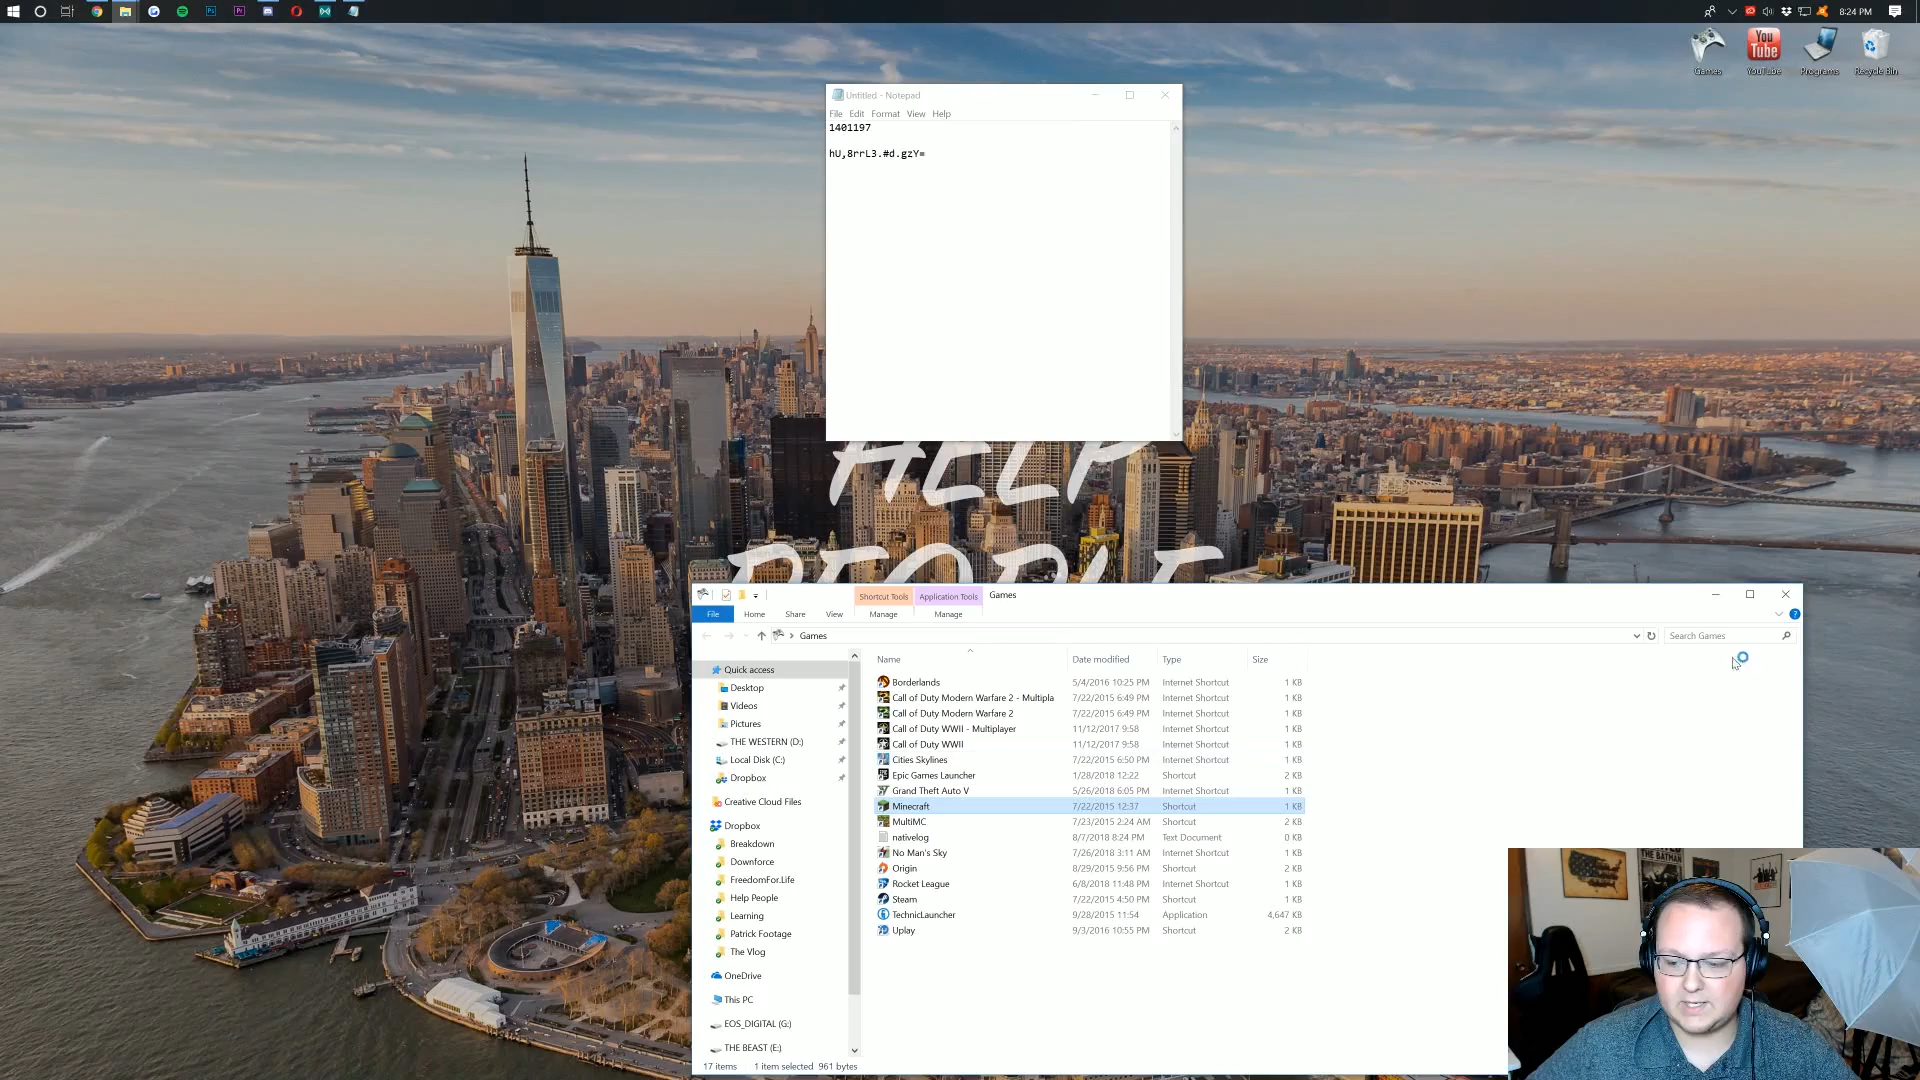 8:24 PM
Games
YouTube
Programs
Recycle Bin
You
Tube
Untitled - Notepad
File Edit Format View Help
1401197
hU,8rrL3.#d.gzY=
HELP
PEOPLE
Shortcut Tools
Application Tools
Games
File Home Share View Manage Manage
Games
Search Games
Name Date modified Type Size
Quick access
Desktop
Videos
Pictures
THE WESTERN (D:)
Local Disk (C:)
Dropbox
Creative Cloud Files
Dropbox
Breakdown
Downforce
FreedomFor.Life
Help People
Learning
Patrick Footage
The Vlog
OneDrive
This PC
EOS_DIGITAL (G:)
THE BEAST (E:)
Borderlands 5/4/2016 10:25 PM Internet Shortcut 1 KB
Call of Duty Modern Warfare 2 - Multipla 7/22/2015 6:49 PM Internet Shortcut 1 KB
Call of Duty Modern Warfare 2 7/22/2015 6:49 PM Internet Shortcut 1 KB
Call of Duty WWII - Multiplayer 11/12/2017 9:58 Internet Shortcut 1 KB
Call of Duty WWII 11/12/2017 9:58 Internet Shortcut 1 KB
Cities Skylines 7/22/2015 6:50 PM Internet Shortcut 1 KB
Epic Games Launcher 1/28/2018 12:22 Shortcut 2 KB
Grand Theft Auto V 5/26/2018 6:05 PM Internet Shortcut 1 KB
Minecraft 7/22/2015 12:37 Shortcut 1 KB
MultiMC 7/23/2015 2:24 AM Shortcut 2 KB
nativelog 8/7/2018 8:24 PM Text Document 0 KB
No Man's Sky 7/26/2018 3:11 AM Internet Shortcut 1 KB
Origin 8/29/2015 9:56 PM Shortcut 2 KB
Rocket League 6/8/2018 11:48 PM Internet Shortcut 1 KB
Steam 7/22/2015 4:50 PM Shortcut 1 KB
TechnicLauncher 9/28/2015 11:54 Application 4,647 KB
Uplay 9/3/2016 10:55 PM Shortcut 2 KB
17 items 1 item selected 961 bytes
THE BATMAN